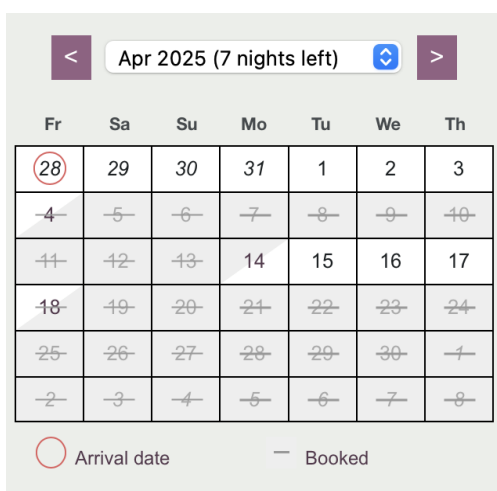 < Apr 2025 (7 nights left) >
Fr Sa Su Mo Tu We Th
28 29 30 31 1 2 3
4 5 6 7 8 9 10
11 12 13 14 15 16 17
18 19 20 21 22 23 24
25 26 27 28 29 30 1
2 3 4 5 6 7 8
Arrival date — Booked